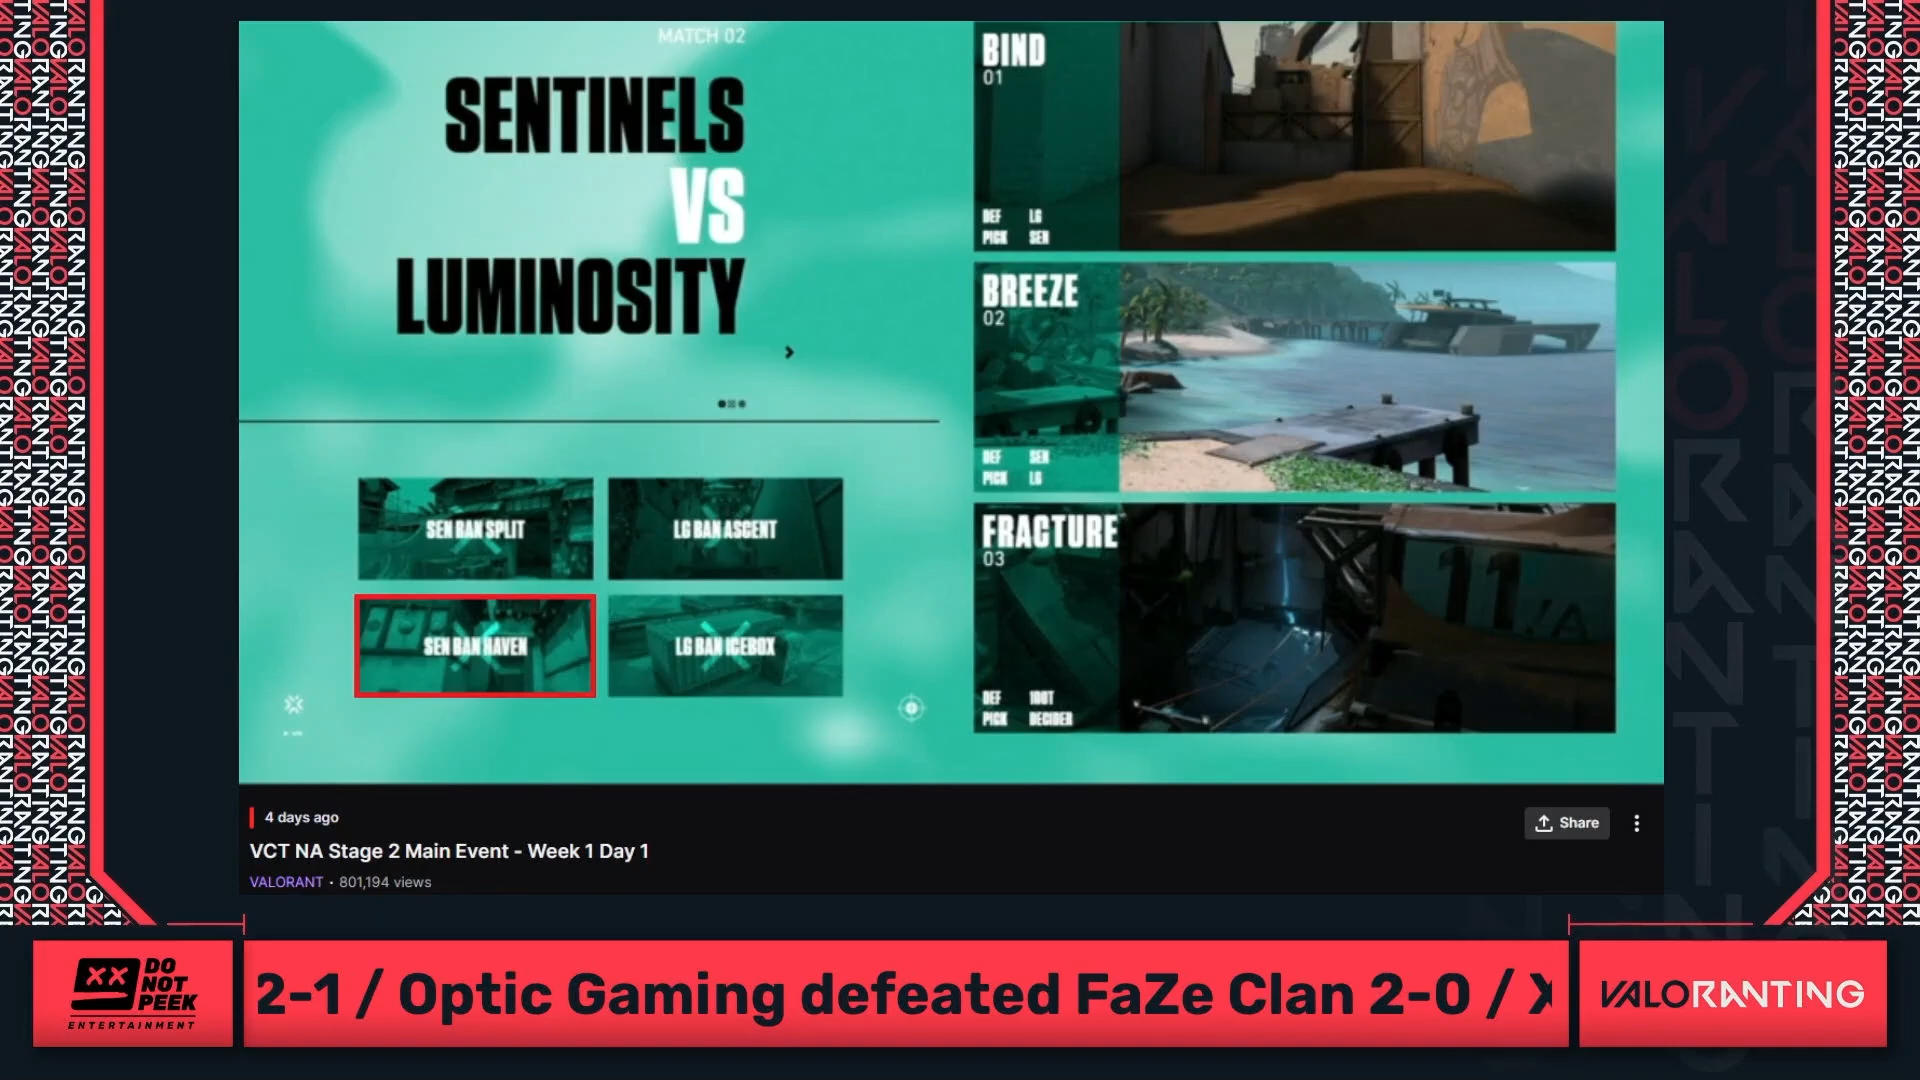 MATCH 02
SENTINELS
VS
LUMINOSITY
SEN BAN SPLIT
LG BAN ASCENT
SEN BAN HAVEN
LG BAN ICEBOX
BIND
01
DEF LG
PICK SEN
BREEZE
02
DEF SEN
PICK LG
FRACTURE
03
DEF 100T
PICK DECIDER
4 days ago
Share
VCT NA Stage 2 Main Event - Week 1 Day 1
VALORANT • 801,194 views
DO
NOT
PEEK
ENTERTAINMENT
2-1 / Optic Gaming defeated FaZe Clan 2-0 / X
VALORANTING